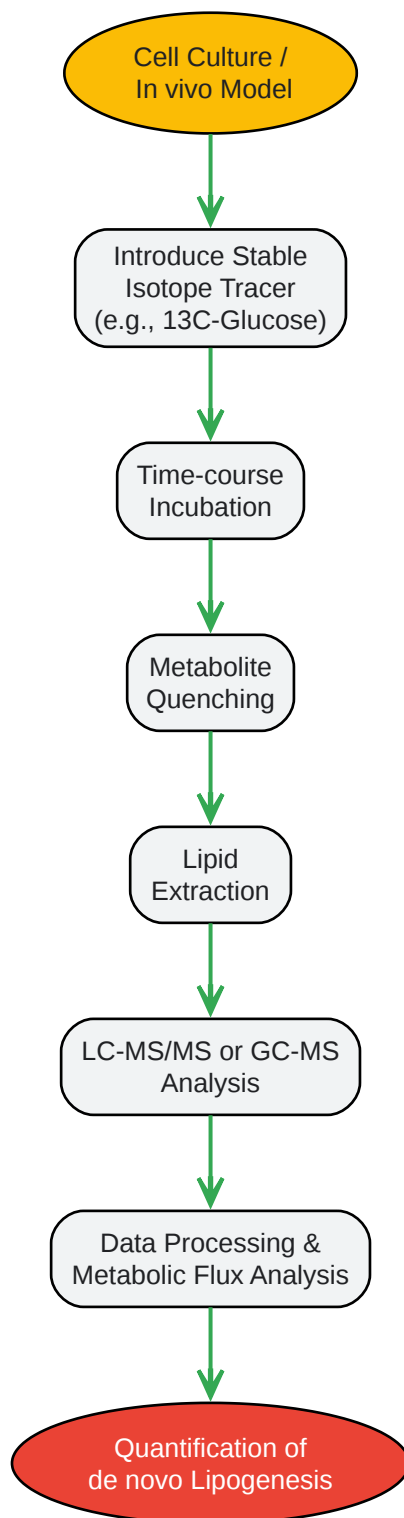 Cell Culture /
In vivo Model
Introduce Stable
Isotope Tracer
(e.g., 13C-Glucose)
Time-course
Incubation
Metabolite
Quenching
Lipid
Extraction
LC-MS/MS or GC-MS
Analysis
Data Processing &
Metabolic Flux Analysis
Quantification of
de novo Lipogenesis